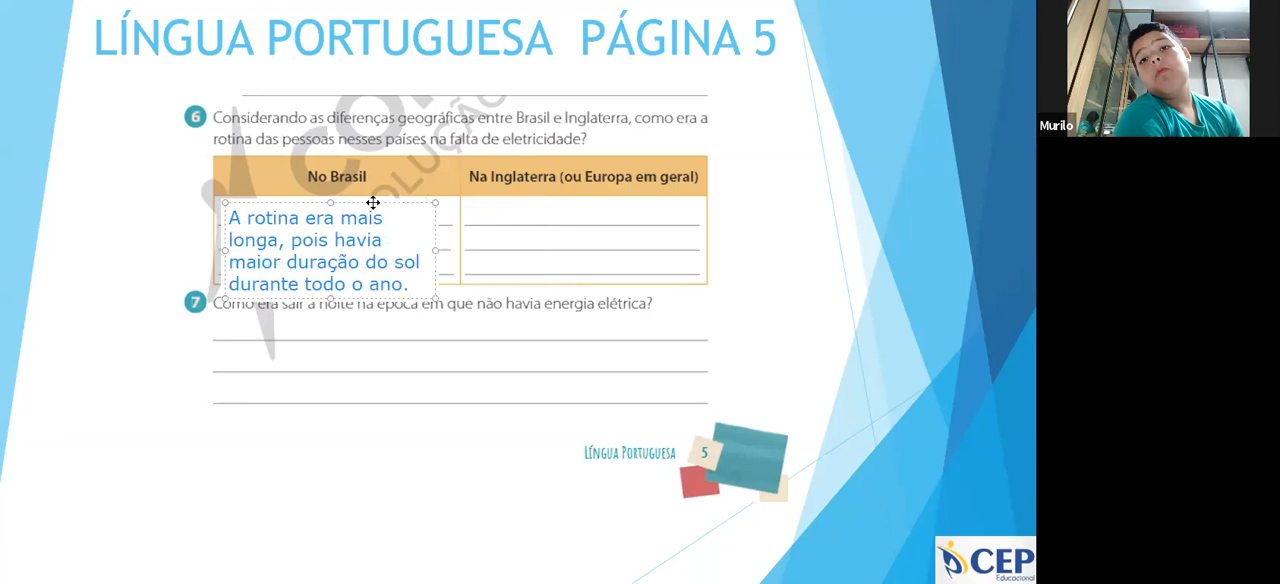 LÍNGUA PORTUGUESA PÁGINA 5
6 Considerando as diferenças geográficas entre Brasil e Inglaterra, como era a
rotina das pessoas nesses países na falta de eletricidade?
No Brasil
Na Inglaterra (ou Europa em geral)
A rotina era mais
longa, pois havia
maior duração do sol
durante todo o ano.
7 Como era sair à noite na época em que não havia energia elétrica?
LÍNGUA PORTUGUESA 5
CEP
Educacional
Murilo